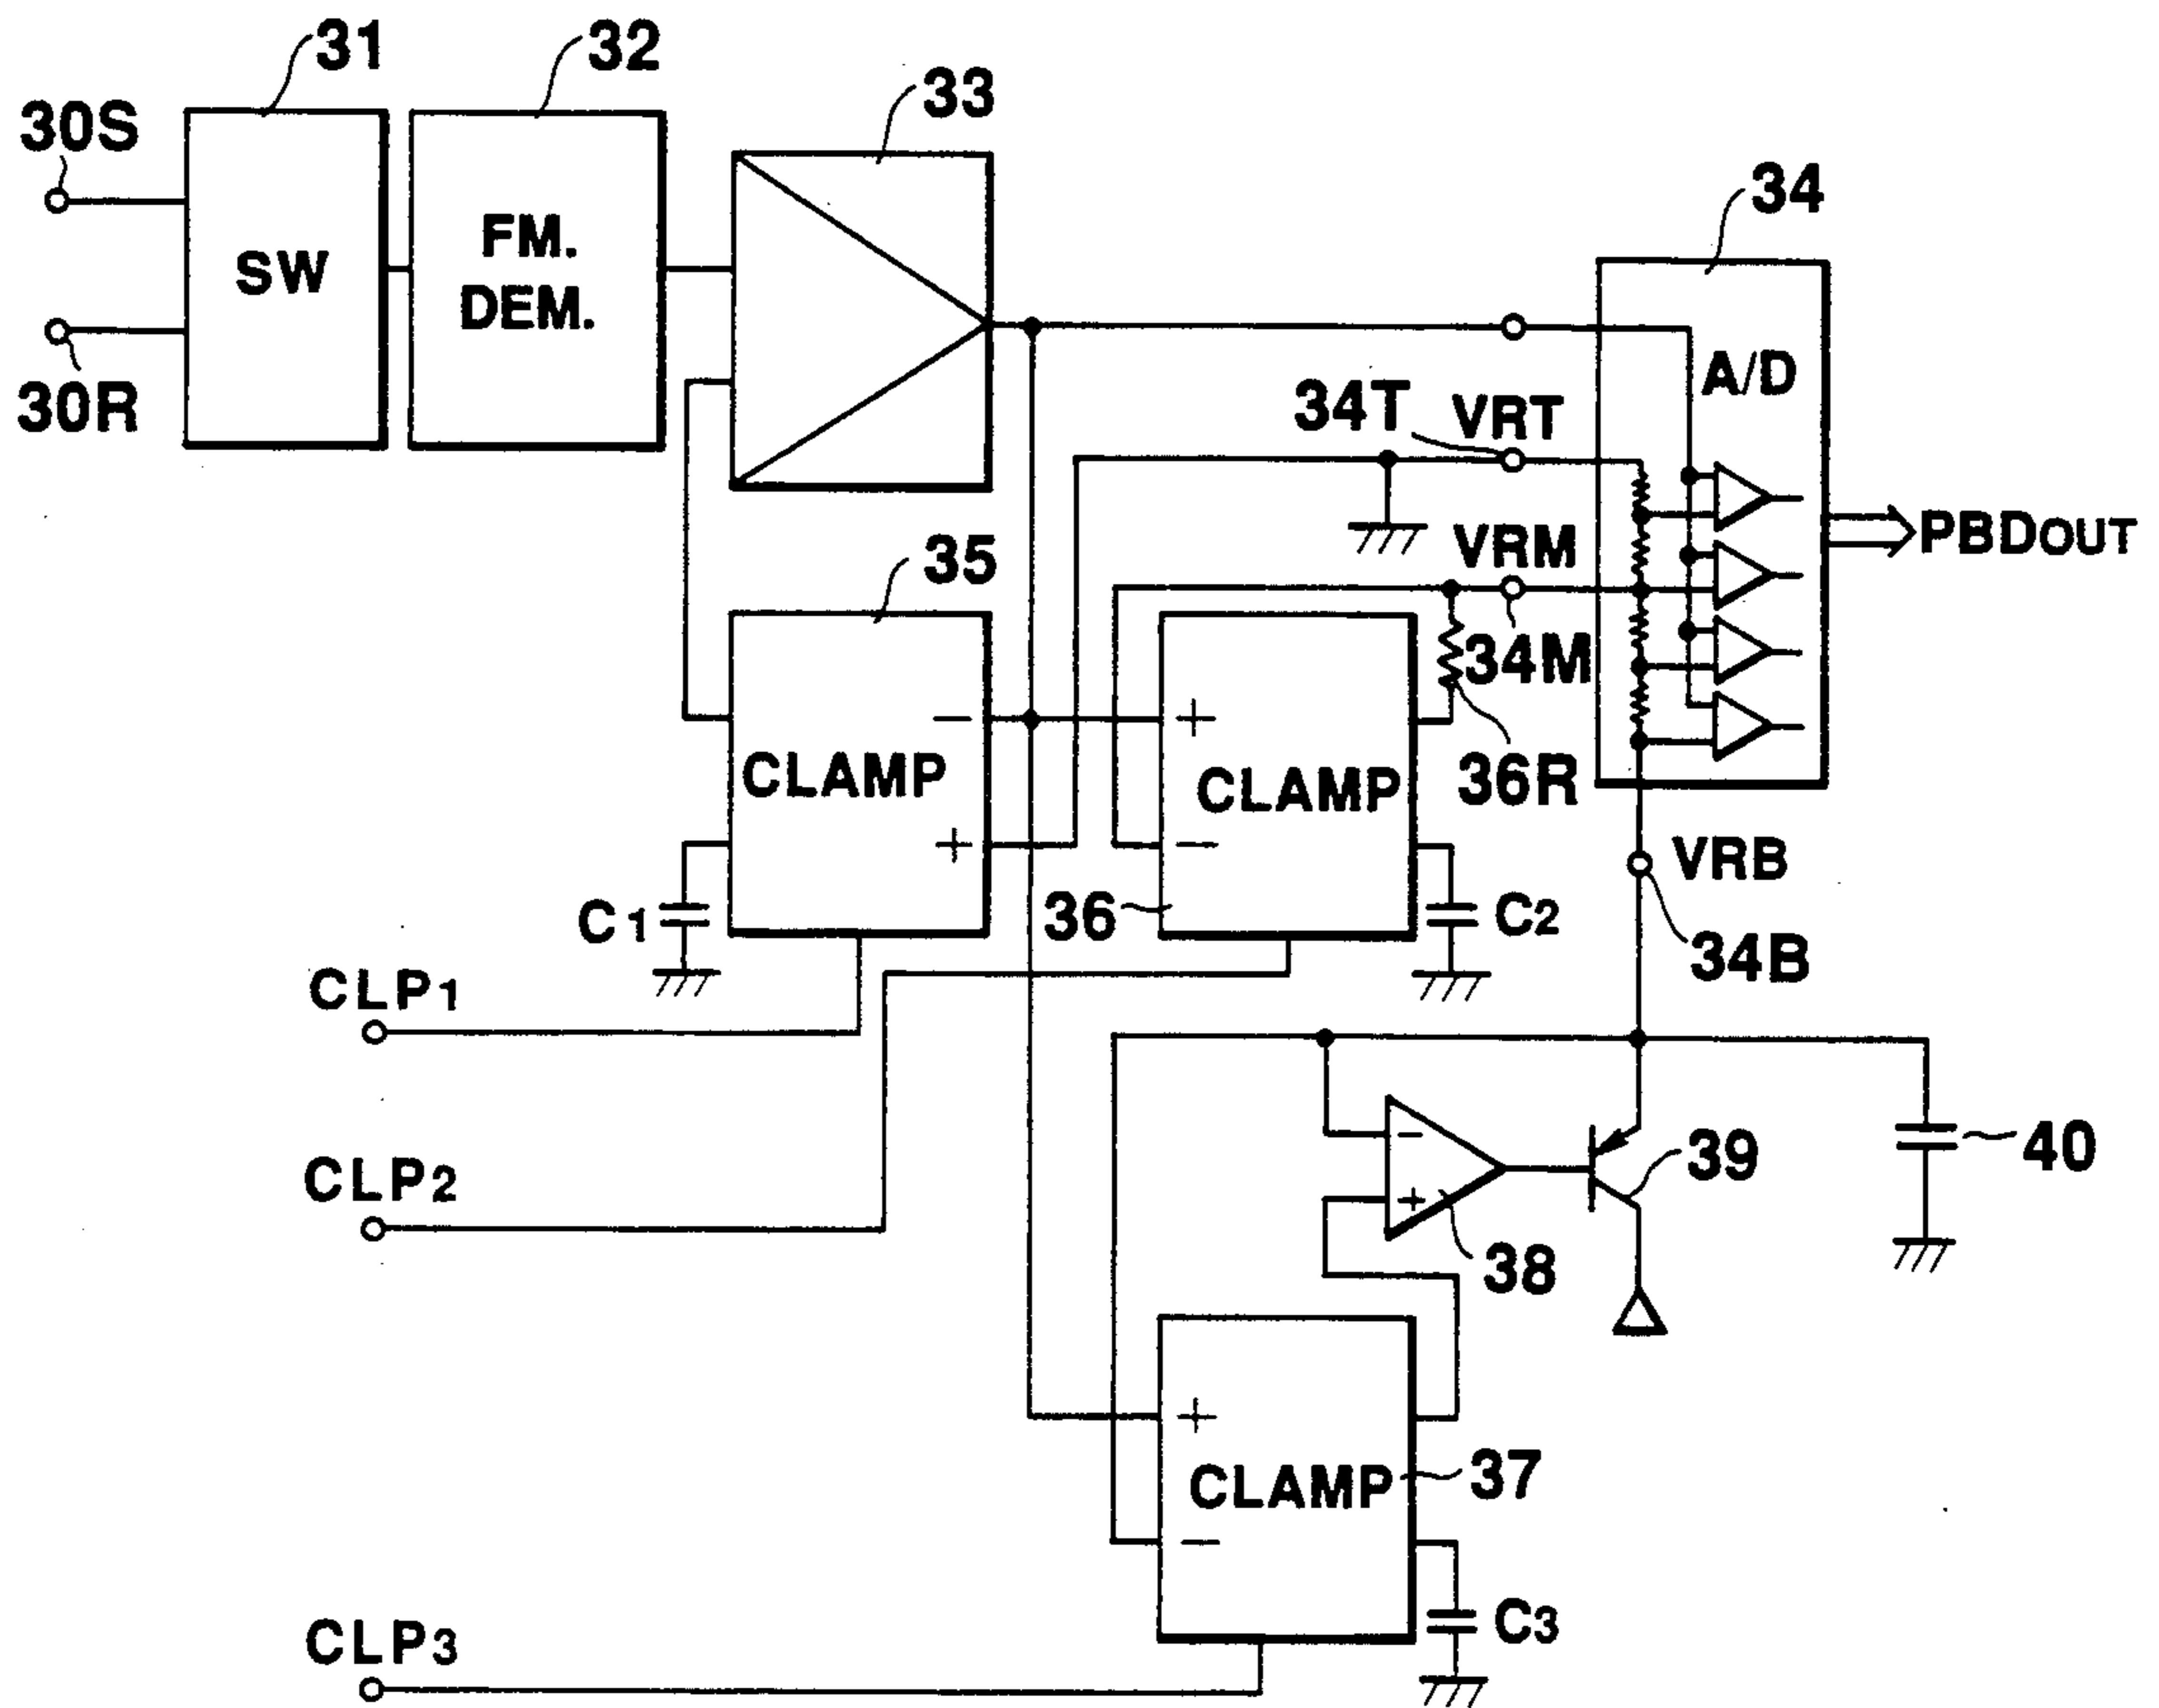 31
32
33
30S
34
SW
FM.
DEM.
A/D
30R
34T
VRT
PBDOUT
VRM
35
34M
−
+
CLAMP
CLAMP
36R
+
−
VRB
C1
36
C2
34B
CLP1
−
39
40
CLP2
+
38
+
CLAMP
37
−
C3
CLP3